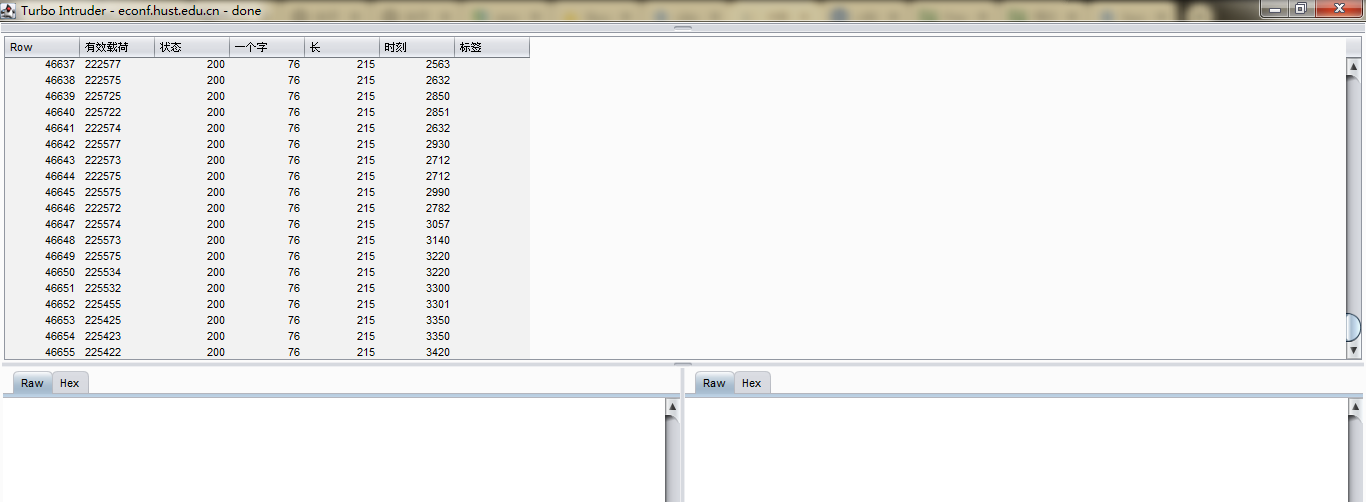 Turbo Intruder - econf.hust.edu.cn - done
Row 有效载荷 状态 一个字 长 时刻 标签
46637 222577 200 76 215 2563
46638 222575 200 76 215 2632
46639 225725 200 76 215 2850
46640 225722 200 76 215 2851
46641 222574 200 76 215 2632
46642 225577 200 76 215 2930
46643 222573 200 76 215 2712
46644 222575 200 76 215 2712
46645 225575 200 76 215 2990
46646 222572 200 76 215 2782
46647 225574 200 76 215 3057
46648 225573 200 76 215 3140
46649 225575 200 76 215 3220
46650 225534 200 76 215 3220
46651 225532 200 76 215 3300
46652 225455 200 76 215 3301
46653 225425 200 76 215 3350
46654 225423 200 76 215 3350
46655 225422 200 76 215 3420
Raw Hex Raw Hex